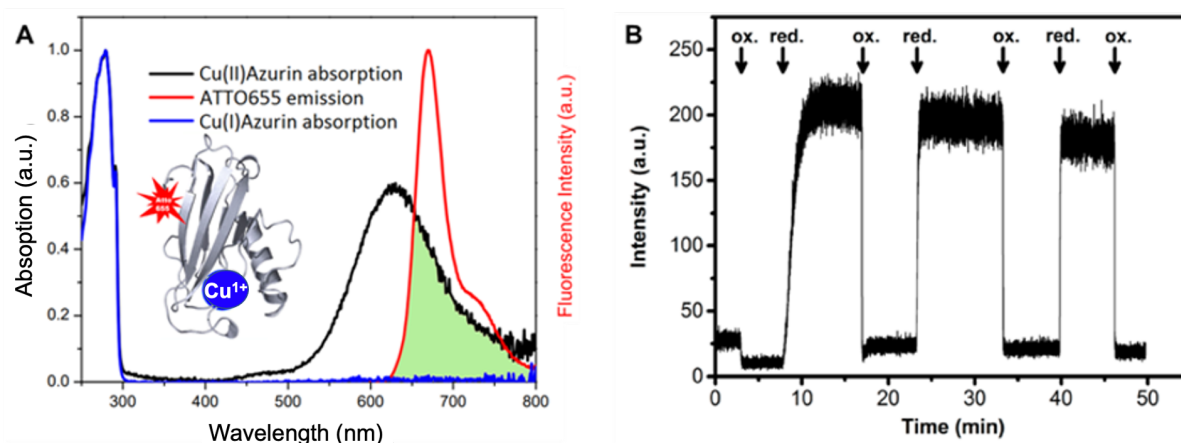 A
1.0
0.8
0.6
0.4
0.2
0.0
Absoption (a.u.)
Cu(II)Azurin absorption
ATTO655 emission
Cu(I)Azurin absorption
Atto
655
Cu1+
300 400 500 600 700 800
Wavelength (nm)
Fluorescence Intensity (a.u.)
B
ox. red. ox. red. ox. red. ox.
250
200
150
100
50
0
Intensity (a.u.)
0 10 20 30 40 50
Time (min)